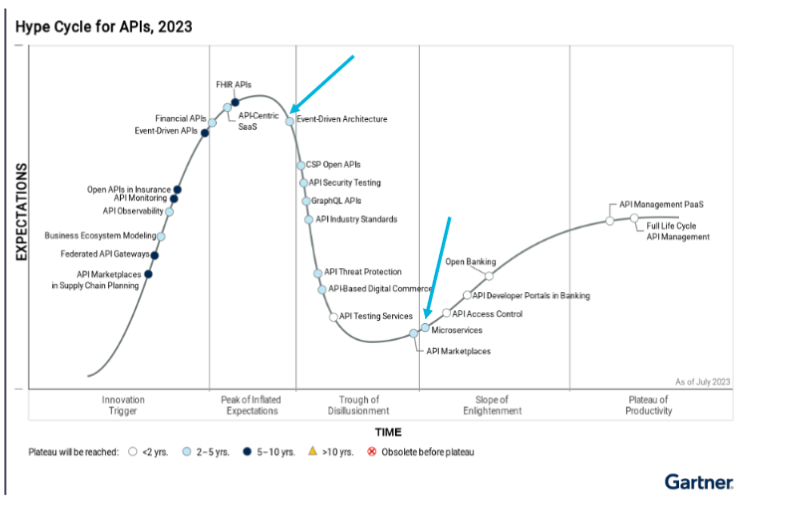 Hype Cycle for APIs, 2023
EXPECTATIONS
FHIR APIs
Financial APIs
API-Centric
SaaS
Event-Driven APIs
Event-Driven Architecture
CSP Open APIs
API Security Testing
Open APIs in Insurance
API Monitoring
GraphQL APIs
API Observability
API Industry Standards
Business Ecosystem Modeling
Federated API Gateways
API Marketplaces
in Supply Chain Planning
API Threat Protection
API-Based Digital Commerce
API Testing Services
API Management PaaS
Full Life Cycle
API Management
Open Banking
API Developer Portals in Banking
API Access Control
Microservices
API Marketplaces
As of July 2023
Innovation
Trigger
Peak of Inflated
Expectations
Trough of
Disillusionment
Slope of
Enlightenment
Plateau of
Productivity
TIME
Plateau will be reached: <2 yrs. 2–5 yrs. 5–10 yrs. >10 yrs. Obsolete before plateau
Gartner